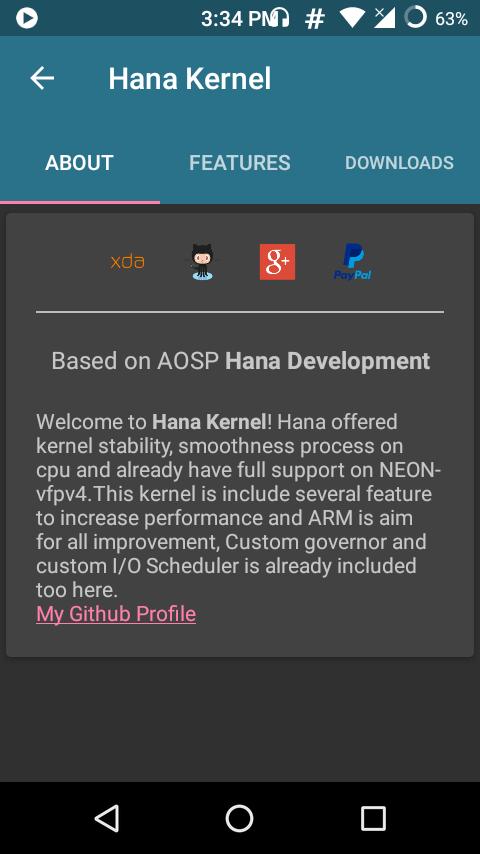 3:34 PM # 63%
Hana Kernel
ABOUT FEATURES DOWNLOADS
xda g+ PayPal
Based on AOSP Hana Development
Welcome to Hana Kernel! Hana offered
kernel stability, smoothness process on
cpu and already have full support on NEON-
vfpv4.This kernel is include several feature
to increase performance and ARM is aim
for all improvement, Custom governor and
custom I/O Scheduler is already included
too here.
My Github Profile